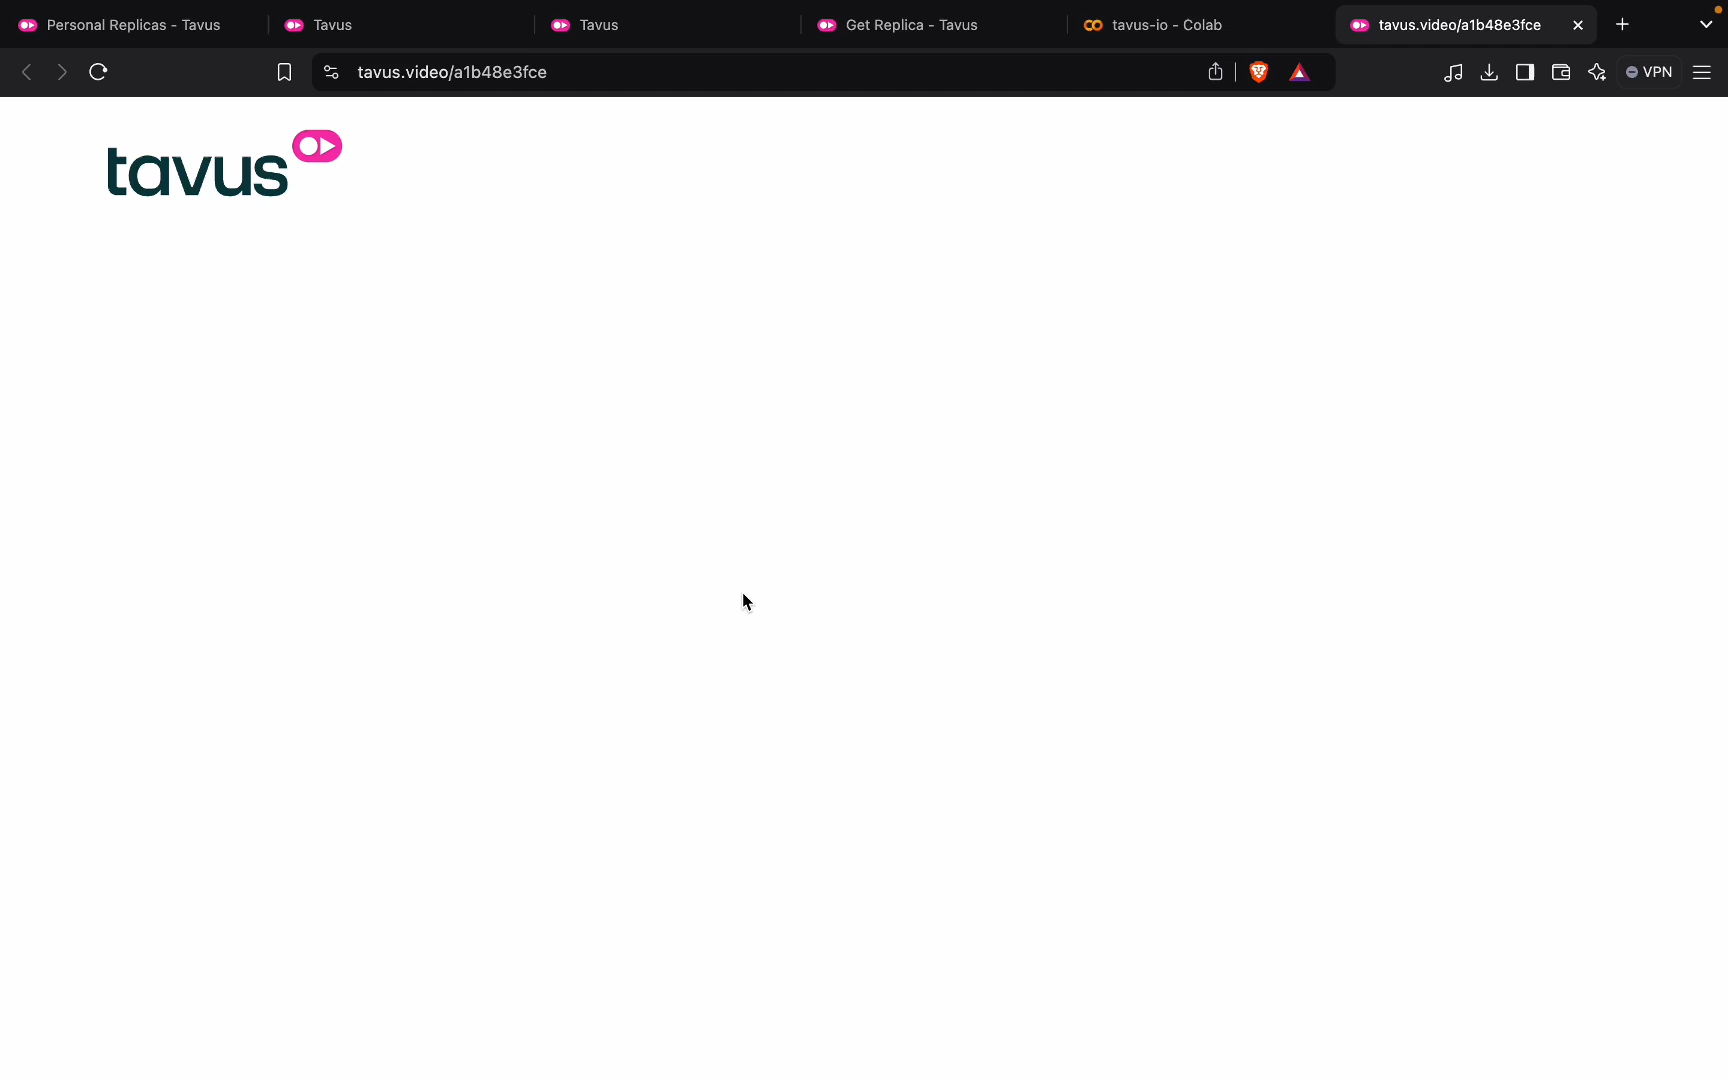 Personal Replicas - Tavus
Tavus
Tavus
Get Replica - Tavus
tavus-io - Colab
tavus.video/a1b48e3fce
tavus.video/a1b48e3fce
VPN
tavus